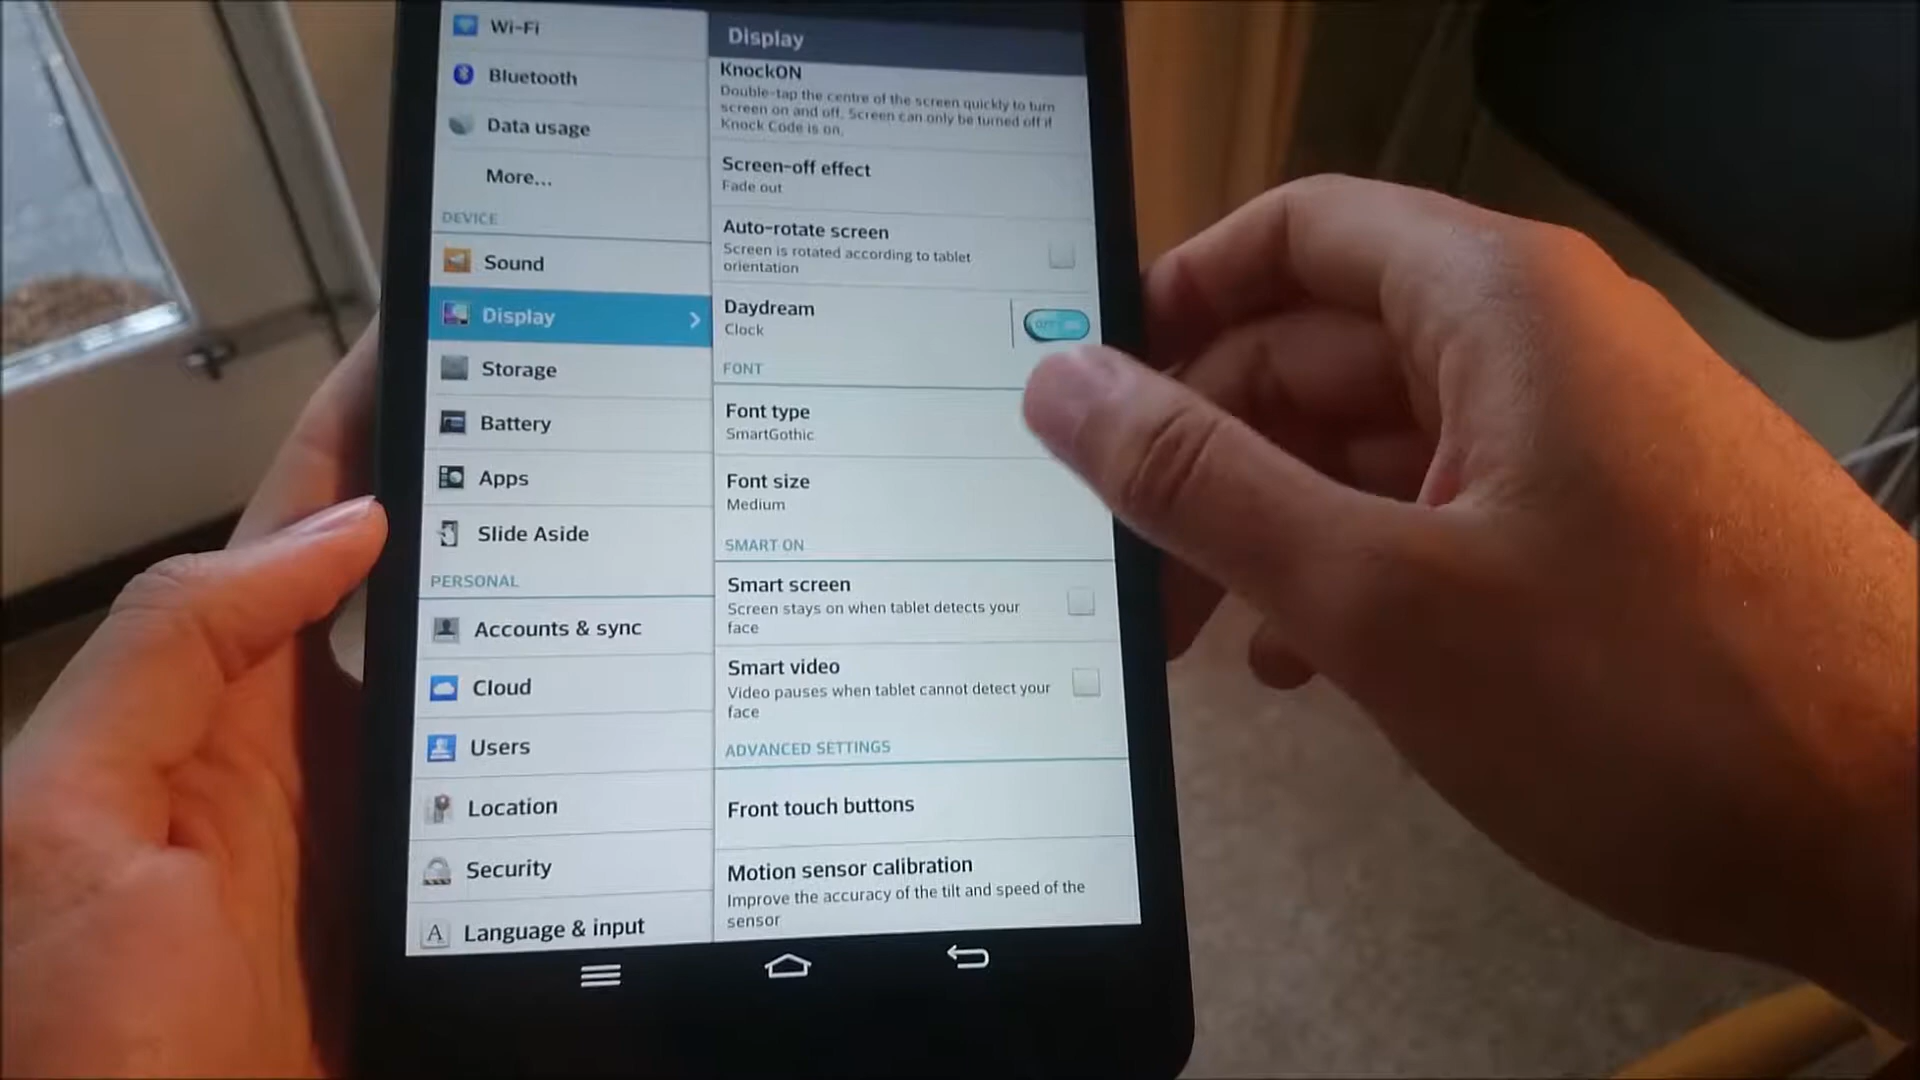 Wi-Fi
Bluetooth
Data usage
More...
DEVICE
Sound
Display
Storage
Battery
Apps
Slide Aside
PERSONAL
Accounts & sync
Cloud
Users
Location
Security
A Language & input
Display
KnockON
Double-tap the centre of the screen quickly to turn
screen on and off. Screen can only be turned off if
Knock Code is on.
Screen-off effect
Fade out
Auto-rotate screen
Screen is rotated according to tablet
orientation
Daydream
Clock
FONT
Font type
SmartGothic
Font size
Medium
SMART ON
Smart screen
Screen stays on when tablet detects your
face
Smart video
Video pauses when tablet cannot detect your
face
ADVANCED SETTINGS
Front touch buttons
Motion sensor calibration
Improve the accuracy of the tilt and speed of the
sensor